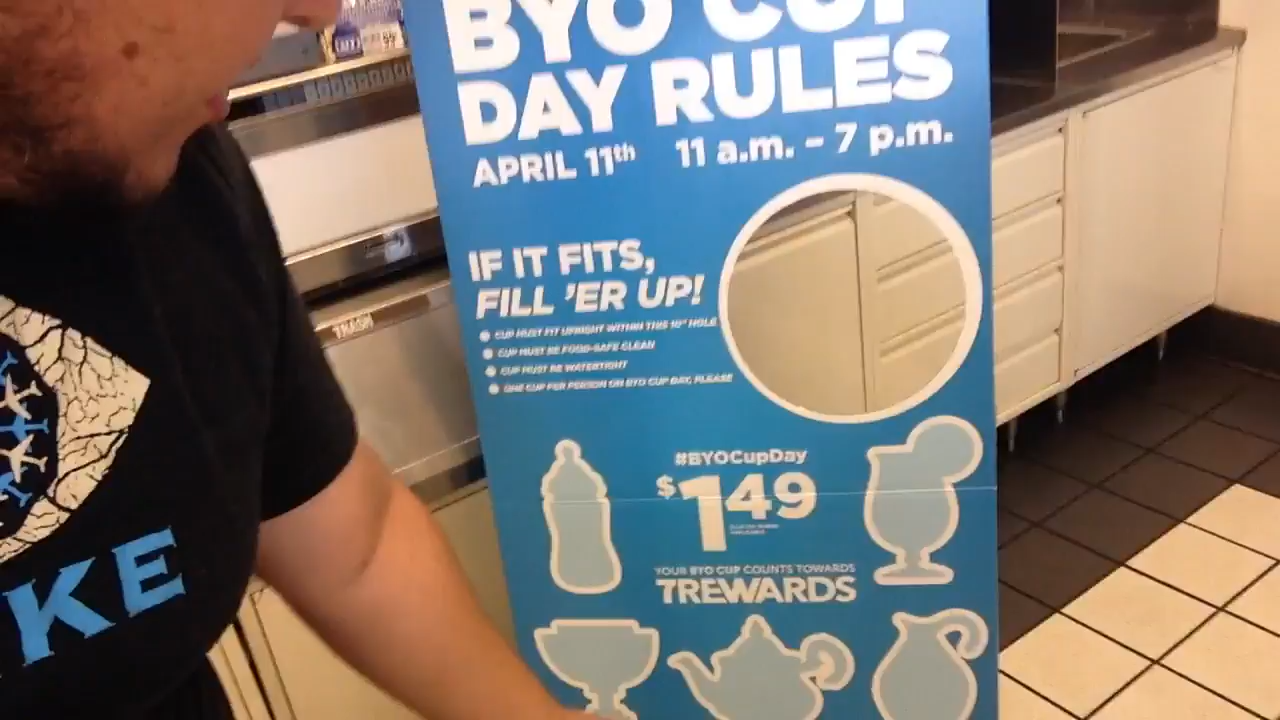 BYO CUP
DAY RULES
APRIL 11th 11 a.m. – 7 p.m.
IF IT FITS,
FILL 'ER UP!
CUP MUST FIT UPRIGHT WITHIN THIS 10" HOLE
CUP MUST BE FOOD-SAFE CLEAN
CUP MUST BE WATERTIGHT
ONE CUP PER PERSON ON BYO CUP DAY, PLEASE
#BYOCupDay
$1 49
YOUR BYO CUP COUNTS TOWARDS
7REWARDS
TRASH
KE